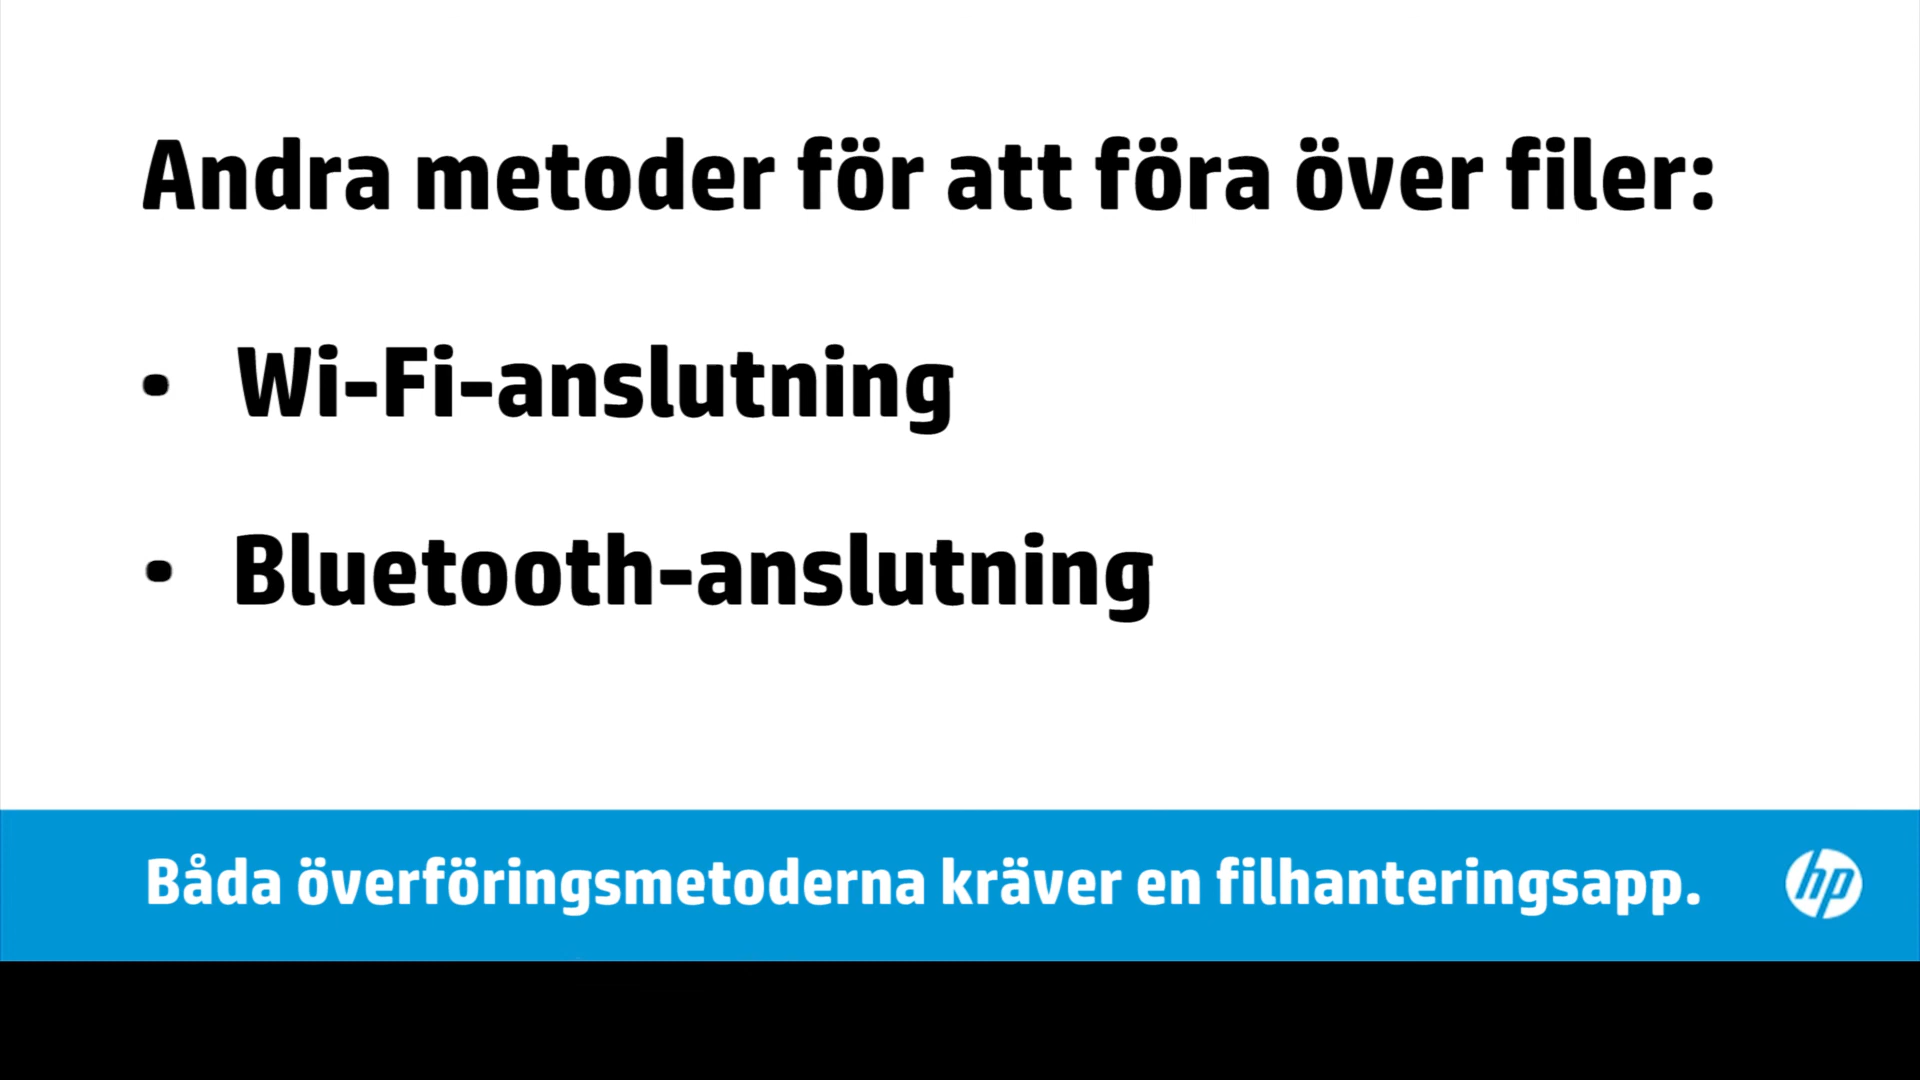 Andra metoder för att föra över filer:
• Wi-Fi-anslutning
• Bluetooth-anslutning
Båda överföringsmetoderna kräver en filhanteringsapp.
hp